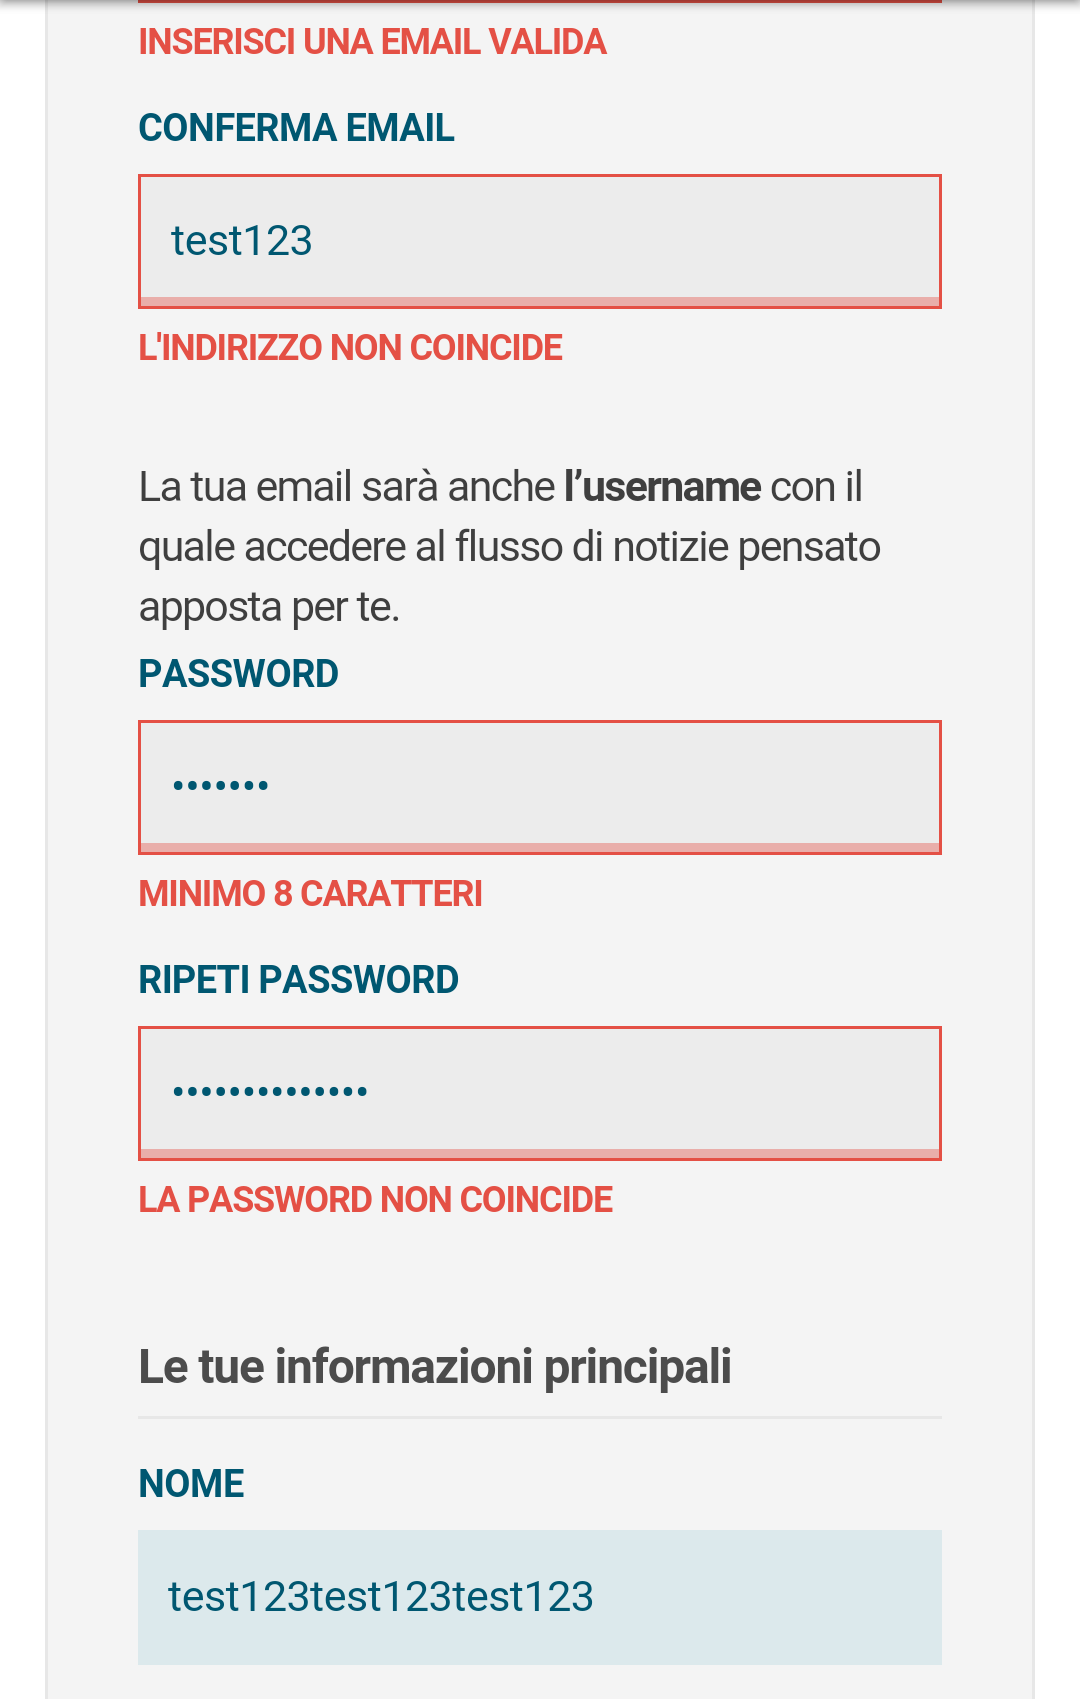 INSERISCI UNA EMAIL VALIDA
CONFERMA EMAIL
test123
L'INDIRIZZO NON COINCIDE
La tua email sarà anche l’username con il
quale accedere al flusso di notizie pensato
apposta per te.
PASSWORD
•••••••
MINIMO 8 CARATTERI
RIPETI PASSWORD
••••••••••••••
LA PASSWORD NON COINCIDE
Le tue informazioni principali
NOME
test123test123test123